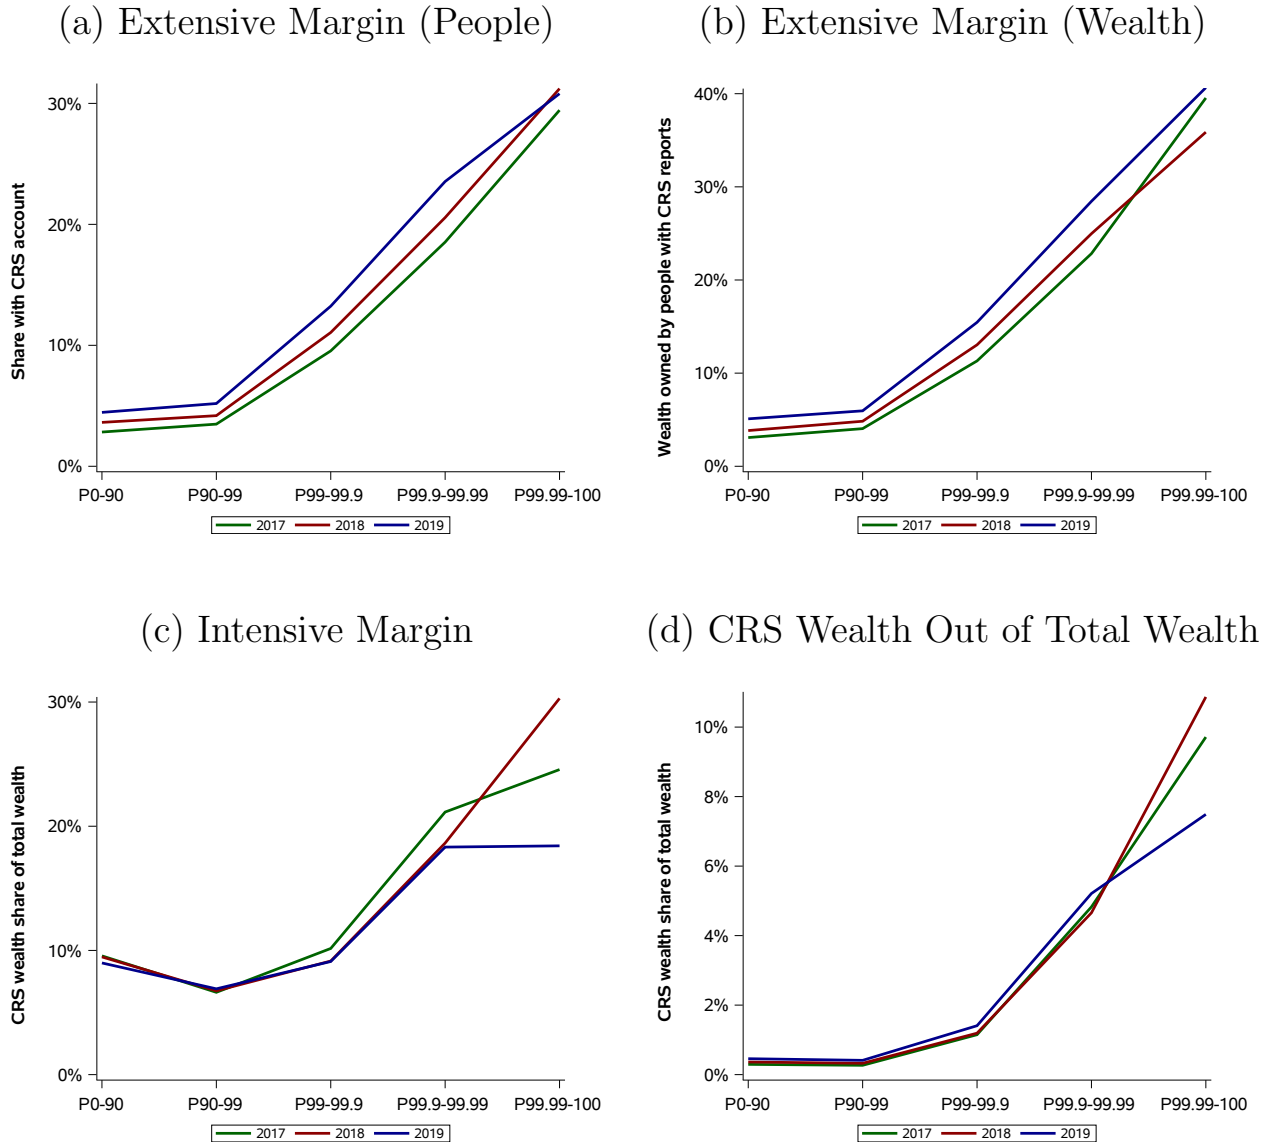 (a) Extensive Margin (People)
Share with CRS account
30%
20%
10%
0%
P0-90 P90-99 P99-99.9 P99.9-99.99 P99.99-100
2017 2018 2019
(b) Extensive Margin (Wealth)
Wealth owned by people with CRS reports
40%
30%
20%
10%
0%
P0-90 P90-99 P99-99.9 P99.9-99.99 P99.99-100
2017 2018 2019
(c) Intensive Margin
CRS wealth share of total wealth
30%
20%
10%
0%
P0-90 P90-99 P99-99.9 P99.9-99.99 P99.99-100
2017 2018 2019
(d) CRS Wealth Out of Total Wealth
CRS wealth share of total wealth
10%
8%
6%
4%
2%
0%
P0-90 P90-99 P99-99.9 P99.9-99.99 P99.99-100
2017 2018 2019